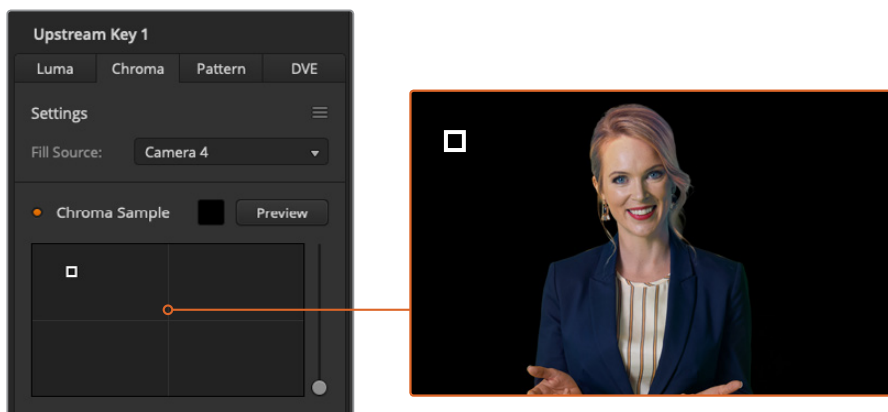 Upstream Key 1
Luma Chroma Pattern DVE
Settings
Fill Source: Camera 4
Chroma Sample Preview